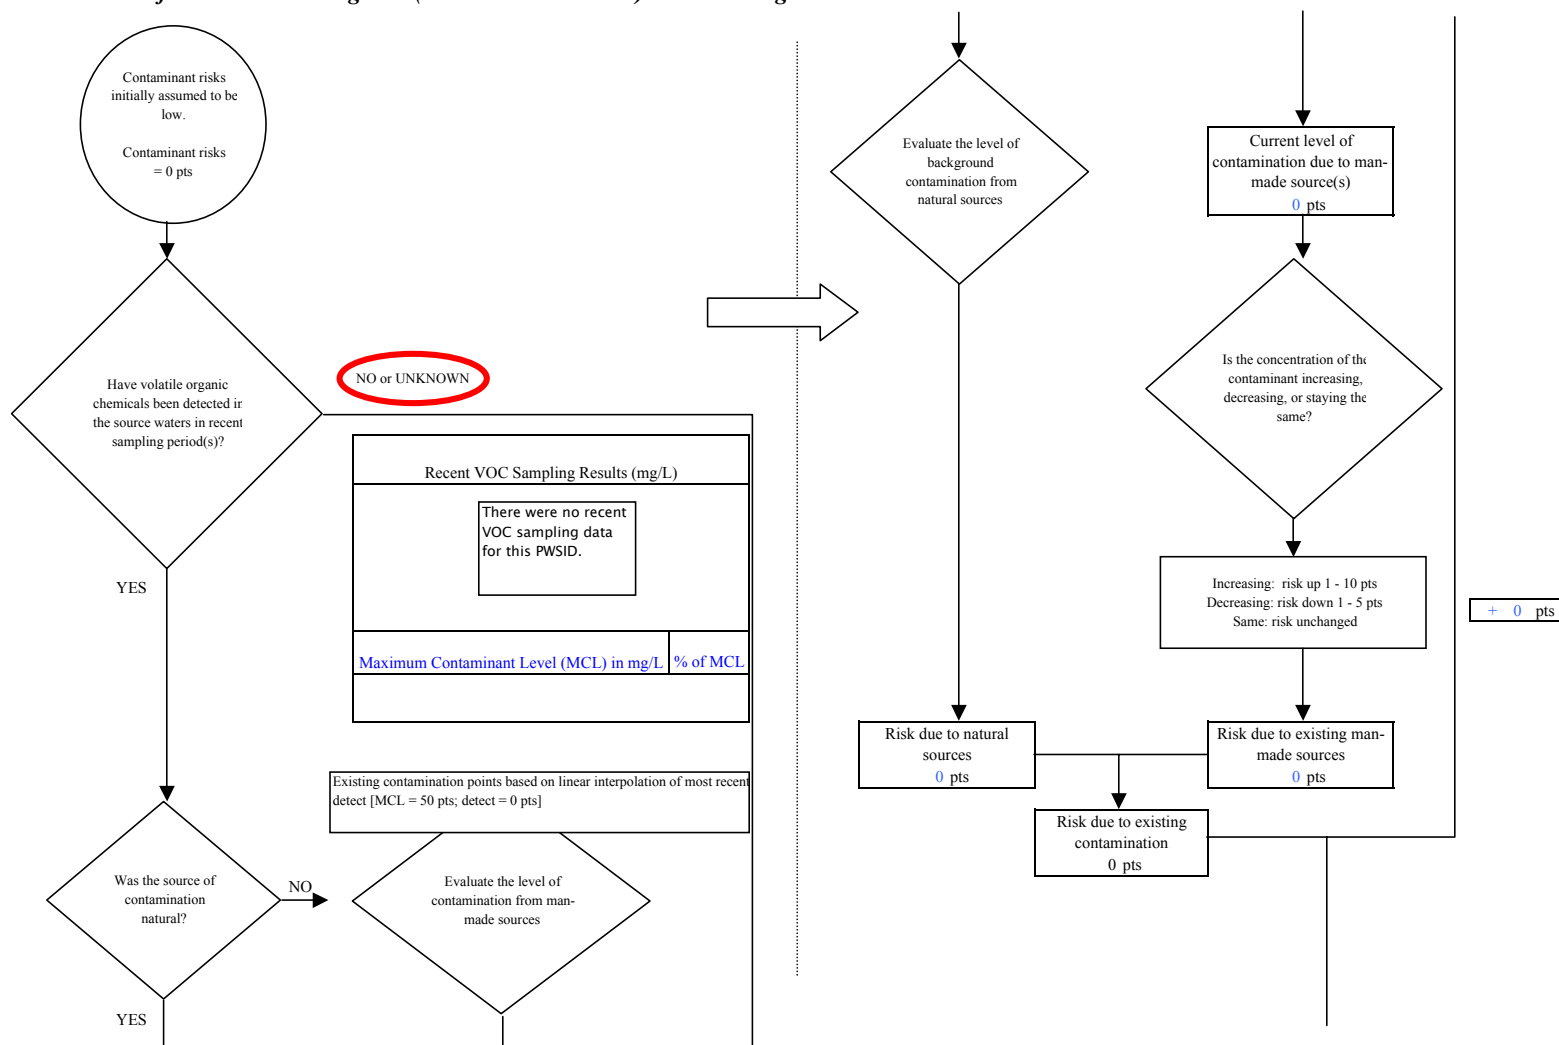 Contaminant risks
initially assumed to be
low.
Contaminant risks
= 0 pts
Have volatile organic
chemicals been detected in
the source waters in recent
sampling period(s)?
NO or UNKNOWN
YES
Recent VOC Sampling Results (mg/L)
There were no recent
VOC sampling data
for this PWSID.
Maximum Contaminant Level (MCL) in mg/L
% of MCL
Existing contamination points based on linear interpolation of most recent
detect [MCL = 50 pts; detect = 0 pts]
Was the source of
contamination
natural?
NO
YES
Evaluate the level of
contamination from man-
made sources
Evaluate the level of
background
contamination from
natural sources
Current level of
contamination due to man-
made source(s)
0 pts
Is the concentration of the
contaminant increasing,
decreasing, or staying the
same?
Increasing: risk up 1 - 10 pts
Decreasing: risk down 1 - 5 pts
Same: risk unchanged
+ 0 pts
Risk due to natural
sources
0 pts
Risk due to existing man-
made sources
0 pts
Risk due to existing
contamination
0 pts